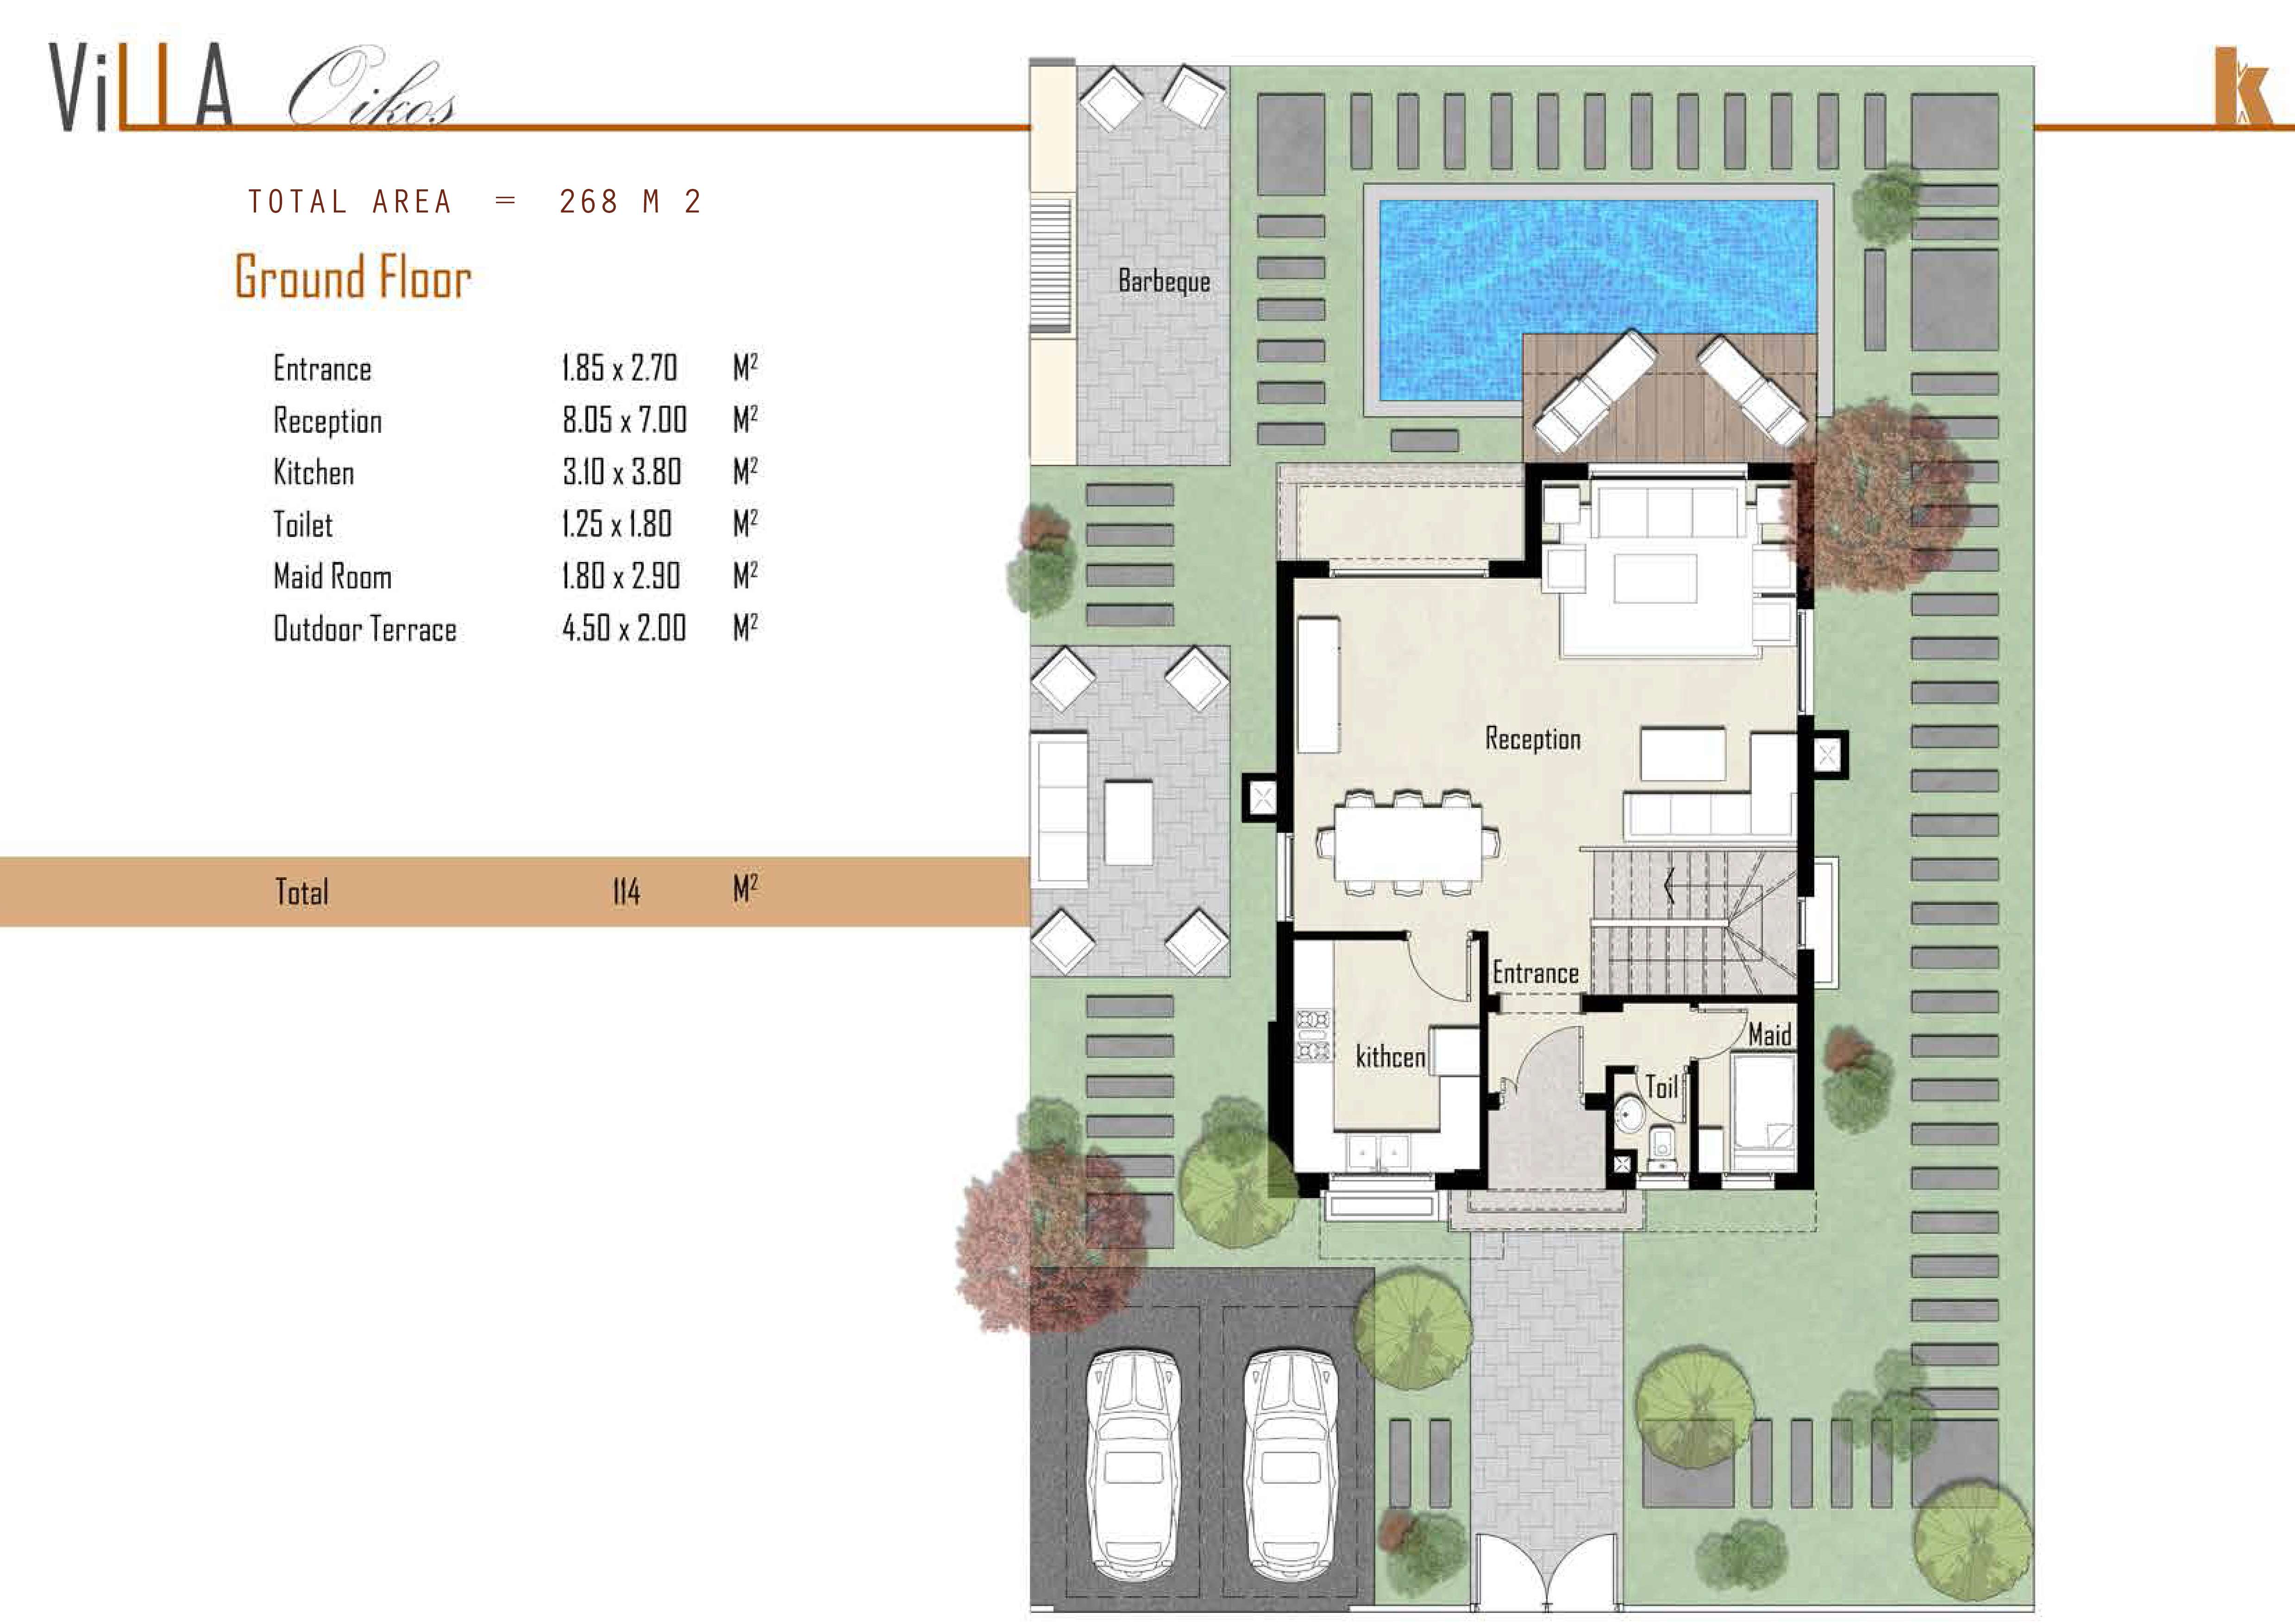 ViLLA Oikos
k
TOTAL AREA = 268 M 2
Ground Floor
Entrance 1.85 x 2.70 M²
Reception 8.05 x 7.00 M²
Kitchen 3.10 x 3.80 M²
Toilet 1.25 x 1.80 M²
Maid Room 1.80 x 2.90 M²
Outdoor Terrace 4.50 x 2.00 M²
Total 114 M²
Barbeque
Reception
Entrance
Maid
kithcen
Toil